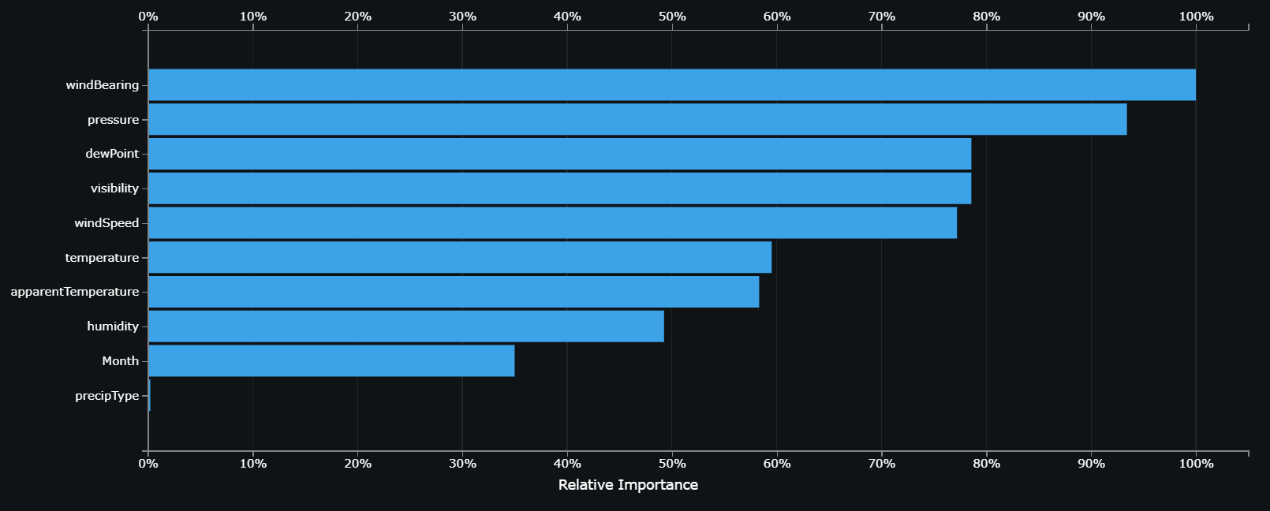 0% 10% 20% 30% 40% 50% 60% 70% 80% 90% 100%
windBearing
pressure
dewPoint
visibility
windSpeed
temperature
apparentTemperature
humidity
Month
precipType
0% 10% 20% 30% 40% 50% 60% 70% 80% 90% 100%
Relative Importance